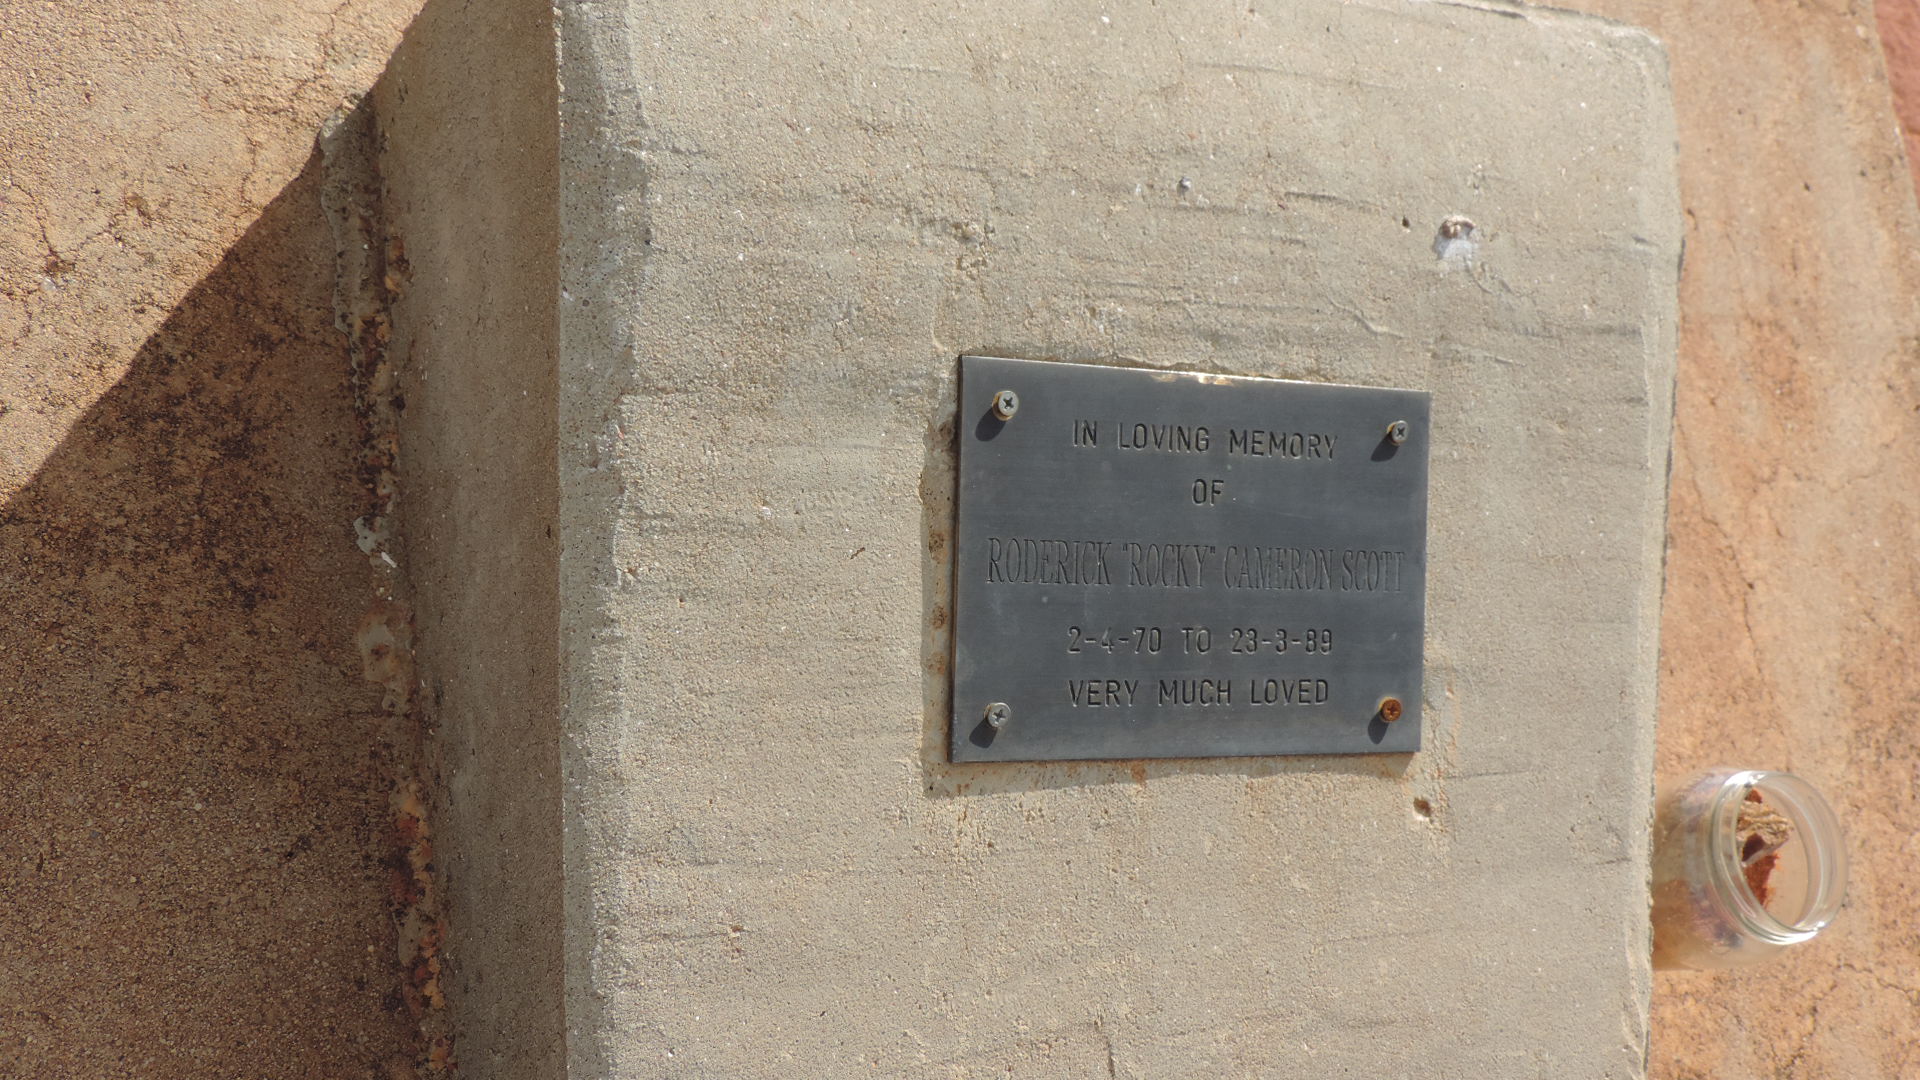 IN LOVING MEMORY
OF
RODERICK "ROCKY" CAMERON SCOTT
2-4-70 TO 23-3-89
VERY MUCH LOVED